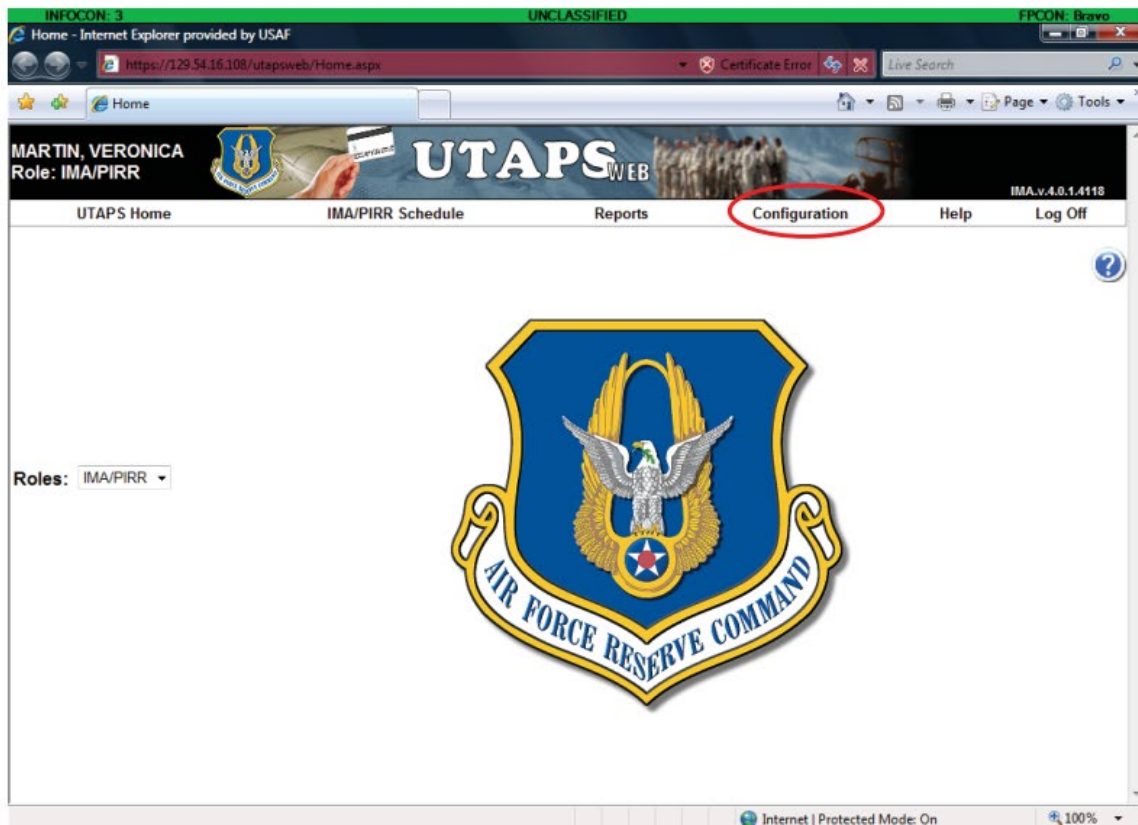 INFOCON: 3 UNCLASSIFIED FPCON: Bravo
Home - Internet Explorer provided by USAF
https://129.54.16.108/utapsweb/Home.aspx Certificate Error Live Search
Home Page Tools
MARTIN, VERONICA
Role: IMA/PIRR
UTAPS WEB
IMA.v.4.0.1.4118
UTAPS Home IMA/PIRR Schedule Reports Configuration Help Log Off
?
Roles: IMA/PIRR
AIR FORCE RESERVE COMMAND
Internet | Protected Mode: On 100%